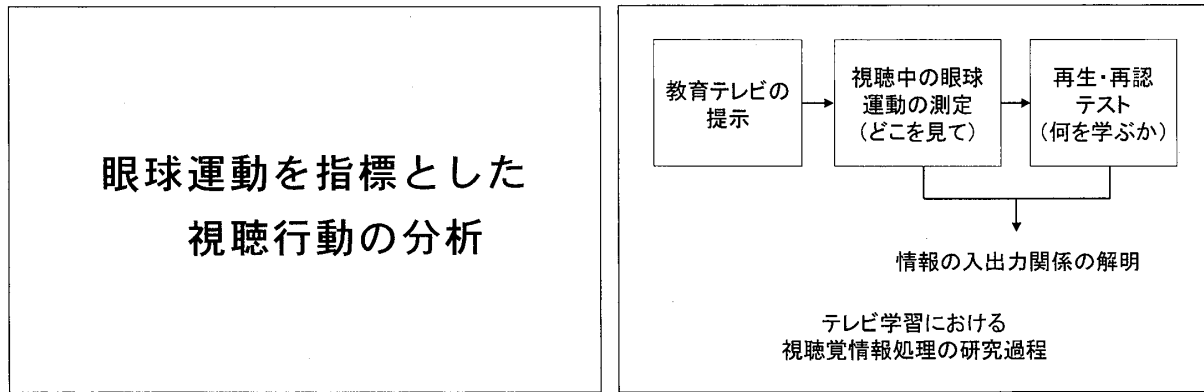 眼球運動を指標とした
視聴行動の分析
教育テレビの
提示
視聴中の眼球
運動の測定
(どこを見て)
再生・再認
テスト
(何を学ぶか)
情報の入出力関係の解明
テレビ学習における
視聴覚情報処理の研究過程